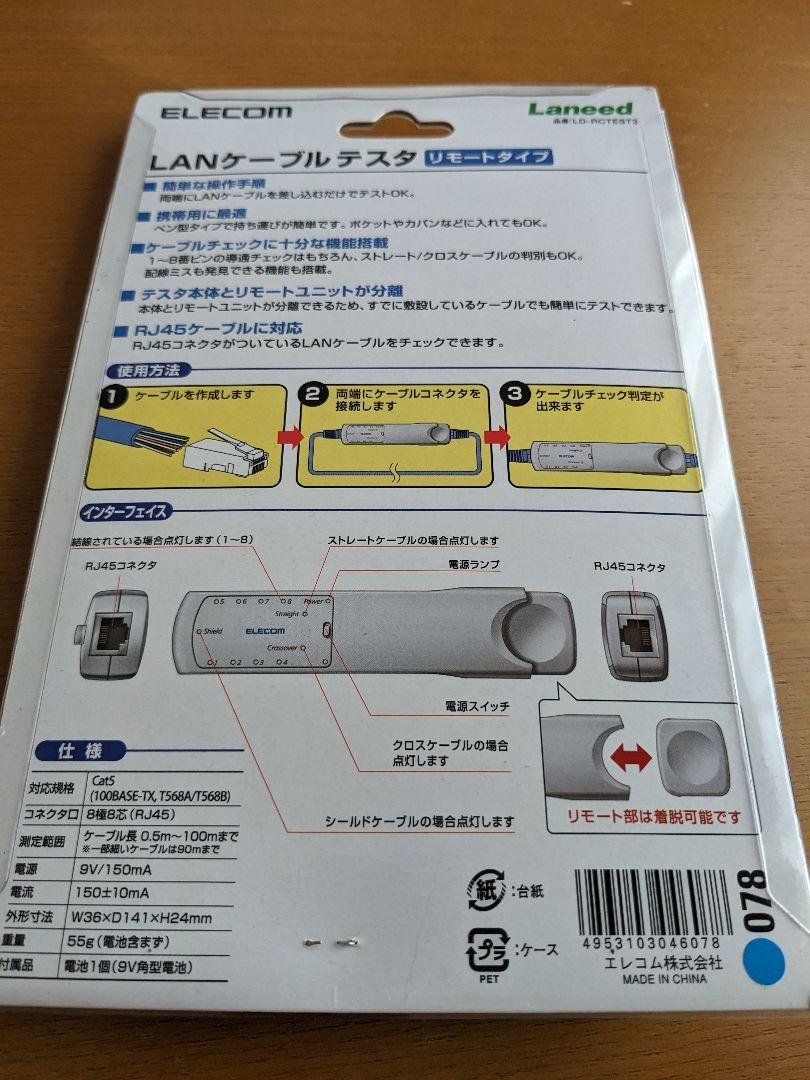 ELECOM
Laneed
品番:LD-RCTEST3
LANケーブル テスタ リモートタイプ
■ 簡単な操作手順
両端にLANケーブルを差し込むだけでテストOK。
■ 携帯用に最適
ペン型タイプで持ち運びが簡単です。ポケットやカバンなどに入れてもOK。
■ケーブルチェックに十分な機能搭載
1〜8番ピンの導通チェックはもちろん、ストレート/クロスケーブルの判別もOK。
配線ミスも発見できる機能も搭載。
■ テスタ本体とリモートユニットが分離
本体とリモートユニットが分離できるため、すでに敷設しているケーブルでも簡単にテストできます。
■ RJ45ケーブルに対応
RJ45コネクタがついているLANケーブルをチェックできます。
使用方法
1 ケーブルを作成します
2 両端にケーブルコネクタを
接続します
3 ケーブルチェック判定が
出来ます
インターフェイス
結線されている場合点灯します(1〜8)
ストレートケーブルの場合点灯します
RJ45コネクタ
電源ランプ
RJ45コネクタ
5 6 7 8 Power
Straight
Shield
ELECOM
Crossover
1 2 3 4
電源スイッチ
クロスケーブルの場合
点灯します
シールドケーブルの場合点灯します
リモート部は着脱可能です
仕様
対応規格 Cat5
(100BASE-TX, T568A/T568B)
コネクタ口 8極8芯(RJ45)
測定範囲 ケーブル長 0.5m〜100mまで
※一部細いケーブルは90mまで
電源 9V/150mA
電流 150±10mA
外形寸法 W36×D141×H24mm
重量 55g(電池含まず)
付属品 電池1個(9V角型電池)
紙 :台紙
プラ :ケース
PET
4953103046078
078
エレコム株式会社
MADE IN CHINA